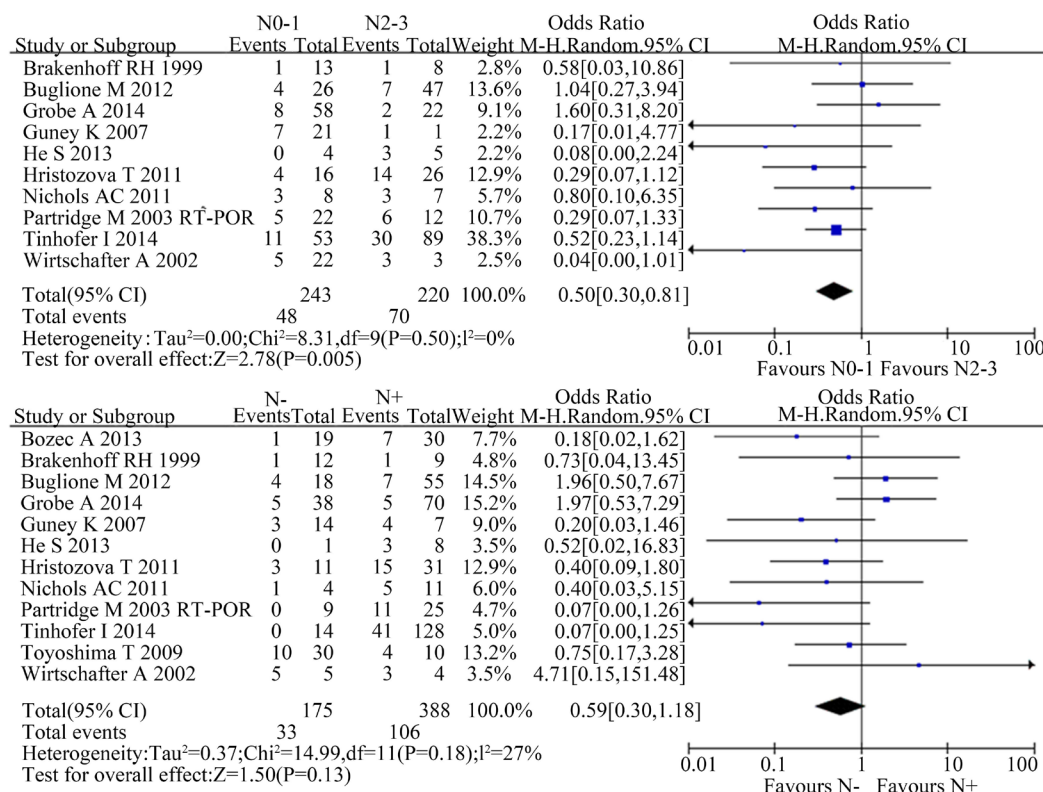 N0-1 N2-3 Odds Ratio Odds Ratio
Study or Subgroup Events Total Events Total Weight M-H.Random.95% CI M-H.Random.95% CI
Brakenhoff RH 1999 1 13 1 8 2.8% 0.58[0.03,10.86]
Buglione M 2012 4 26 7 47 13.6% 1.04[0.27,3.94]
Grobe A 2014 8 58 2 22 9.1% 1.60[0.31,8.20]
Guney K 2007 7 21 1 1 2.2% 0.17[0.01,4.77]
He S 2013 0 4 3 5 2.2% 0.08[0.00,2.24]
Hristozova T 2011 4 16 14 26 12.9% 0.29[0.07,1.12]
Nichols AC 2011 3 8 3 7 5.7% 0.80[0.10,6.35]
Partridge M 2003 RT-POR 5 22 6 12 10.7% 0.29[0.07,1.33]
Tinhofer I 2014 11 53 30 89 38.3% 0.52[0.23,1.14]
Wirtschafter A 2002 5 22 3 3 2.5% 0.04[0.00,1.01]
Total(95% CI) 243 220 100.0% 0.50[0.30,0.81]
Total events 48 70
Heterogeneity:Tau²=0.00;Chi²=8.31,df=9(P=0.50);l²=0%
Test for overall effect:Z=2.78(P=0.005)
0.01 0.1 1 10 100
Favours N0-1 Favours N2-3
N- N+ Odds Ratio Odds Ratio
Study or Subgroup Events Total Events Total Weight M-H.Random.95% CI M-H.Random.95% CI
Bozec A 2013 1 19 7 30 7.7% 0.18[0.02,1.62]
Brakenhoff RH 1999 1 12 1 9 4.8% 0.73[0.04,13.45]
Buglione M 2012 4 18 7 55 14.5% 1.96[0.50,7.67]
Grobe A 2014 5 38 5 70 15.2% 1.97[0.53,7.29]
Guney K 2007 3 14 4 7 9.0% 0.20[0.03,1.46]
He S 2013 0 1 3 8 3.5% 0.52[0.02,16.83]
Hristozova T 2011 3 11 15 31 12.9% 0.40[0.09,1.80]
Nichols AC 2011 1 4 5 11 6.0% 0.40[0.03,5.15]
Partridge M 2003 RT-POR 0 9 11 25 4.7% 0.07[0.00,1.26]
Tinhofer I 2014 0 14 41 128 5.0% 0.07[0.00,1.25]
Toyoshima T 2009 10 30 4 10 13.2% 0.75[0.17,3.28]
Wirtschafter A 2002 5 5 3 4 3.5% 4.71[0.15,151.48]
Total(95% CI) 175 388 100.0% 0.59[0.30,1.18]
Total events 33 106
Heterogeneity:Tau²=0.37;Chi²=14.99,df=11(P=0.18);l²=27%
Test for overall effect:Z=1.50(P=0.13)
0.01 0.1 1 10 100
Favours N- Favours N+